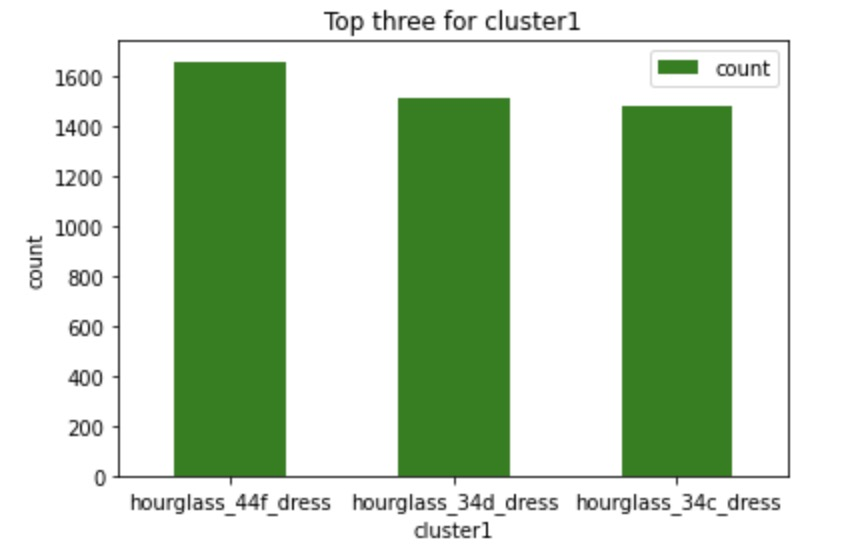 Top three for cluster1
count
1600
1400
1200
1000
800
600
400
200
0
count
hourglass_44f_dress hourglass_34d_dress hourglass_34c_dress
cluster1